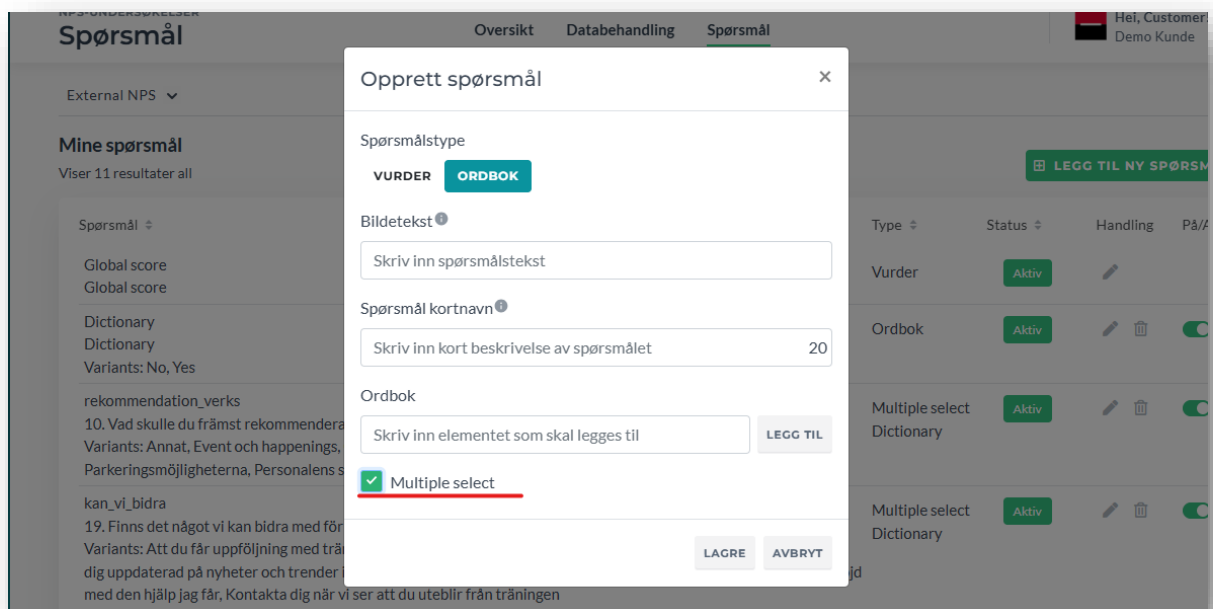 NPS-UNDERSØKELSER
Spørsmål
Oversikt Databehandling Spørsmål
Hei, Customer!
Demo Kunde
External NPS
Mine spørsmål
Viser 11 resultater all
LEGG TIL NY SPØRSM
Spørsmål Type Status Handling På/A
Global score
Global score
Vurder Aktiv
Dictionary
Dictionary
Variants: No, Yes
Ordbok Aktiv
rekommendation_verks
10. Vad skulle du främst rekommendera
Variants: Annat, Event och happenings,
Parkeringsmöjligheterna, Personalens s
Multiple select
Dictionary
Aktiv
kan_vi_bidra
19. Finns det något vi kan bidra med för
Variants: Att du får uppföljning med trä
dig uppdaterad på nyheter och trender i
med den hjälp jag får, Kontakta dig när vi ser att du uteblir från träningen
Multiple select
Dictionary
Aktiv
jd
Opprett spørsmål
×
Spørsmålstype
VURDER ORDBOK
Bildetekst
Skriv inn spørsmålstekst
Spørsmål kortnavn
Skriv inn kort beskrivelse av spørsmålet 20
Ordbok
Skriv inn elementet som skal legges til LEGG TIL
Multiple select
LAGRE AVBRYT